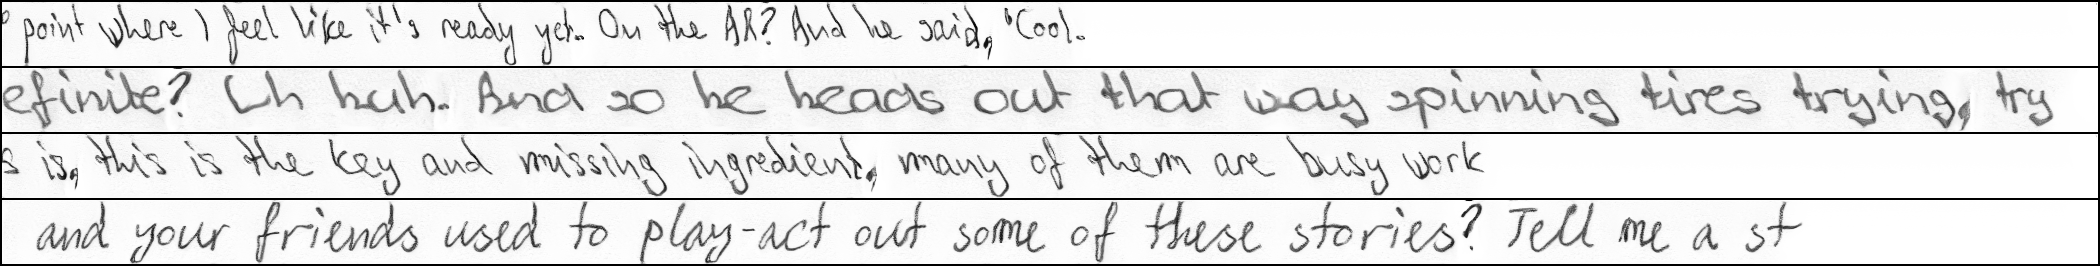 point where I feel like it's ready yet. On the AR? And he said, "Cool.
efinite? Uh huh. And so he heads out that way spinning tires trying, try
s is, this is the key and missing ingredient, many of them are busy work
and your friends used to play-act out some of these stories? Tell me a st